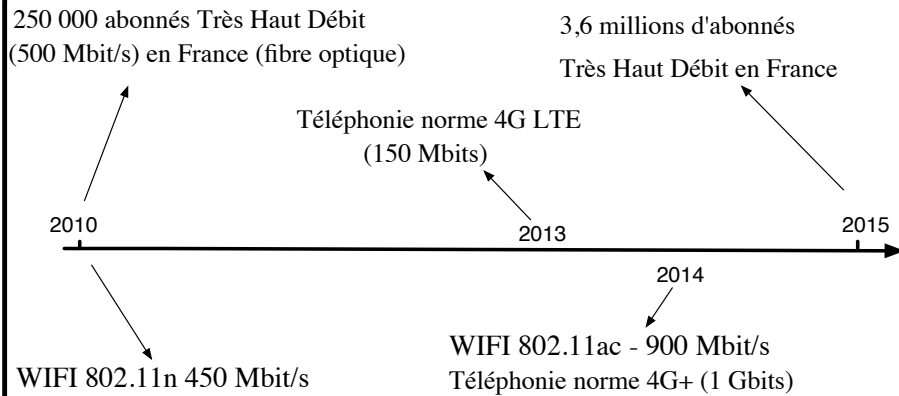 250 000 abonnés Très Haut Débit
(500 Mbit/s) en France (fibre optique)
3,6 millions d'abonnés
Très Haut Débit en France
Téléphonie norme 4G LTE
(150 Mbits)
2010
2013
2015
2014
WIFI 802.11n 450 Mbit/s
WIFI 802.11ac - 900 Mbit/s
Téléphonie norme 4G+ (1 Gbits)